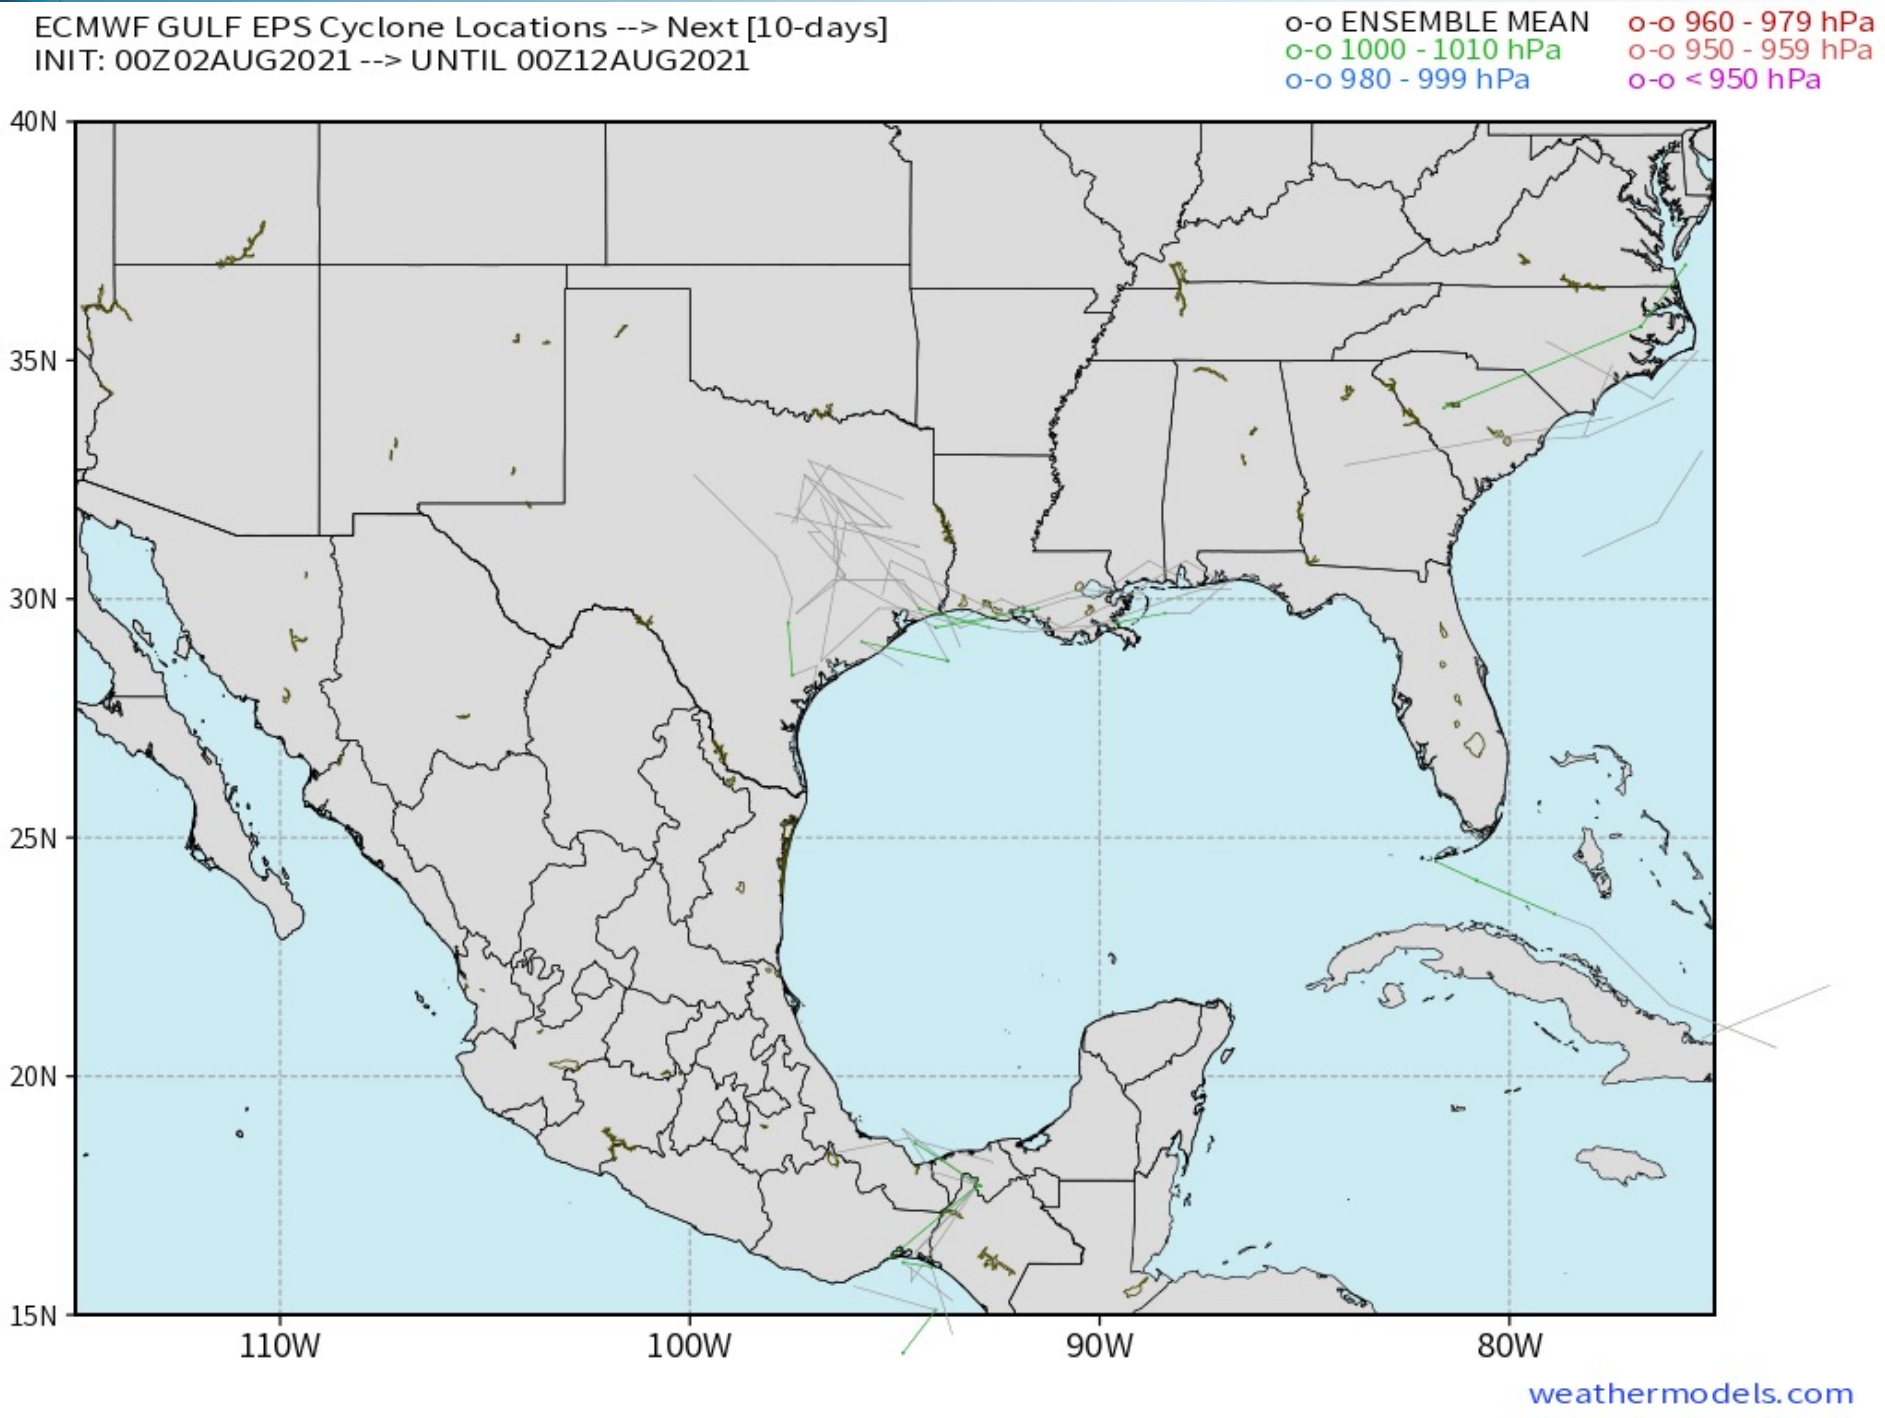 ECMWF GULF EPS Cyclone Locations --> Next [10-days]
INIT: 00Z02AUG2021 --> UNTIL 00Z12AUG2021
o-o ENSEMBLE MEAN
o-o 1000 - 1010 hPa
o-o 980 - 999 hPa
o-o 960 - 979 hPa
o-o 950 - 959 hPa
o-o < 950 hPa
40N
35N
30N
25N
20N
15N
110W
100W
90W
80W
weathermodels.com